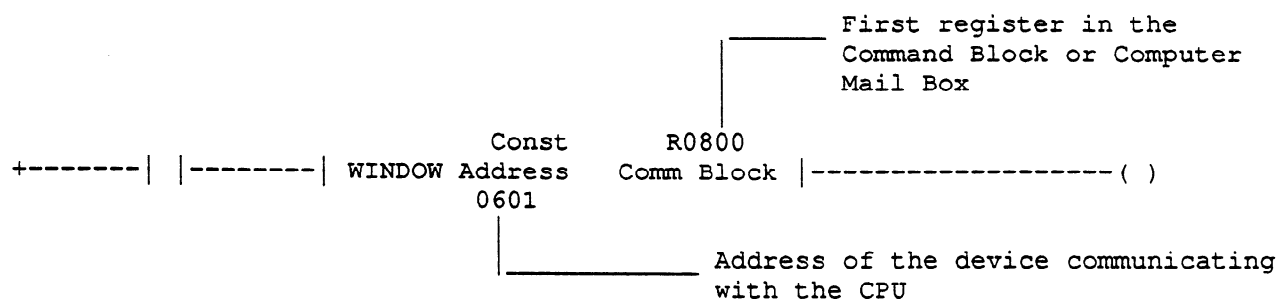 First register in the
Command Block or Computer
Mail Box
Const R0800
+-------| |--------| WINDOW Address Comm Block |-------------------( )
0601
Address of the device communicating
with the CPU